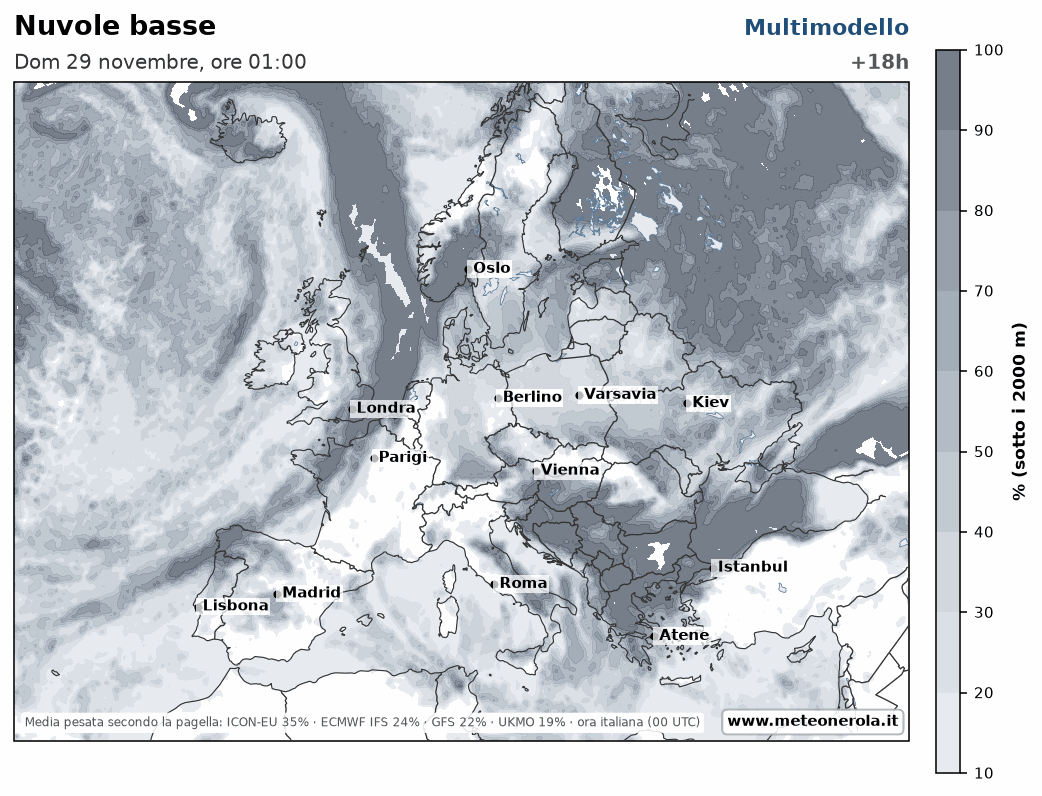 Nuvole basse
Multimodello
Dom 29 novembre, ore 01:00
+18h
100
90
80
70
60
50
40
30
20
10
% (sotto i 2000 m)
Oslo
Berlino
Varsavia
Kiev
Londra
Parigi
Vienna
Istanbul
Roma
Madrid
Lisbona
Atene
Media pesata secondo la pagella: ICON-EU 35% · ECMWF IFS 24% · GFS 22% · UKMO 19% · ora italiana (00 UTC)
www.meteonerola.it